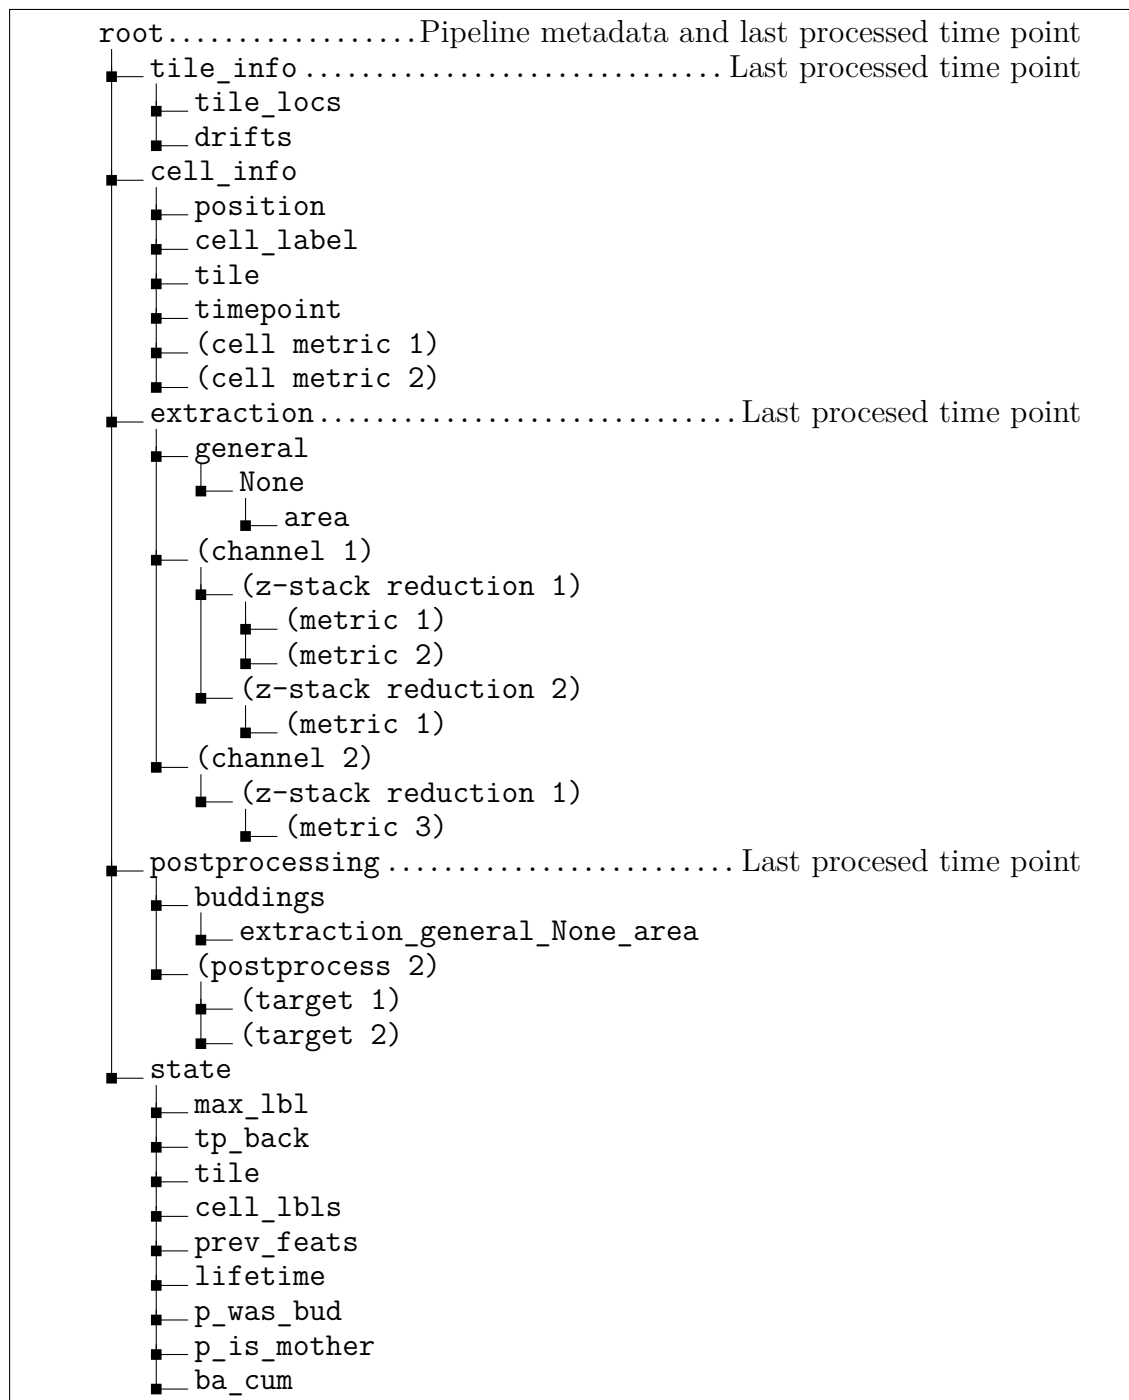 root..................Pipeline metadata and last processed time point
tile_info..............................Last processed time point
tile_locs
drifts
cell_info
position
cell_label
tile
timepoint
(cell metric 1)
(cell metric 2)
extraction..............................Last procesed time point
general
None
area
(channel 1)
(z-stack reduction 1)
(metric 1)
(metric 2)
(z-stack reduction 2)
(metric 1)
(channel 2)
(z-stack reduction 1)
(metric 3)
postprocessing.........................Last procesed time point
buddings
extraction_general_None_area
(postprocess 2)
(target 1)
(target 2)
state
max_lbl
tp_back
tile
cell_lbls
prev_feats
lifetime
p_was_bud
p_is_mother
ba_cum